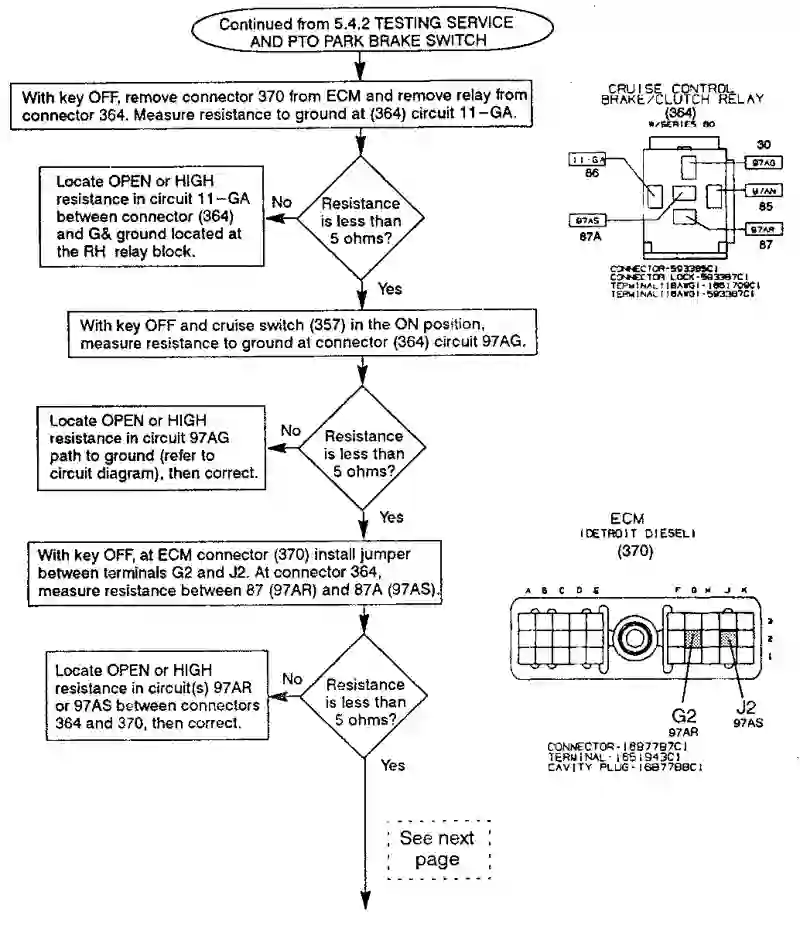 Continued from 5.4.2 TESTING SERVICE
AND PTO PARK BRAKE SWITCH
With key OFF, remove connector 370 from ECM and remove relay from
connector 364. Measure resistance to ground at (364) circuit 11-GA.
Locate OPEN or HIGH
resistance in circuit 11-GA
between connector (364)
and G& ground located at
the RH relay block.
No
Resistance
is less than
5 ohms?
Yes
CRUISE CONTROL
BRAKE/CLUTCH RELAY
(364)
W/SERIES 60
30
11-GA
86
97AG
97AN
85
97AS
87A
97AR
87
CONNECTOR-593385C1
CONNECTOR LOCK-593387C1
TERMINAL(18AWG)-1651799C1
TERMINAL(18AWG)-593387C1
With key OFF and cruise switch (357) in the ON position,
measure resistance to ground at connector (364) circuit 97AG.
Locate OPEN or HIGH
resistance in circuit 97AG
path to ground (refer to
circuit diagram), then correct.
No
Resistance
is less than
5 ohms?
Yes
With key OFF, at ECM connector (370) install jumper
between terminals G2 and J2. At connector 364,
measure resistance between 87 (97AR) and 87A (97AS).
ECM
(DETROIT DIESEL)
(370)
A B C D E F G H J K
3
2
1
G2
97AR
J2
97AS
CONNECTOR-1697797C1
TERMINAL-1651943C1
CAVITY PLUG-1687788C1
Locate OPEN or HIGH
resistance in circuit(s) 97AR
or 97AS between connectors
364 and 370, then correct.
No
Resistance
is less than
5 ohms?
Yes
See next
page